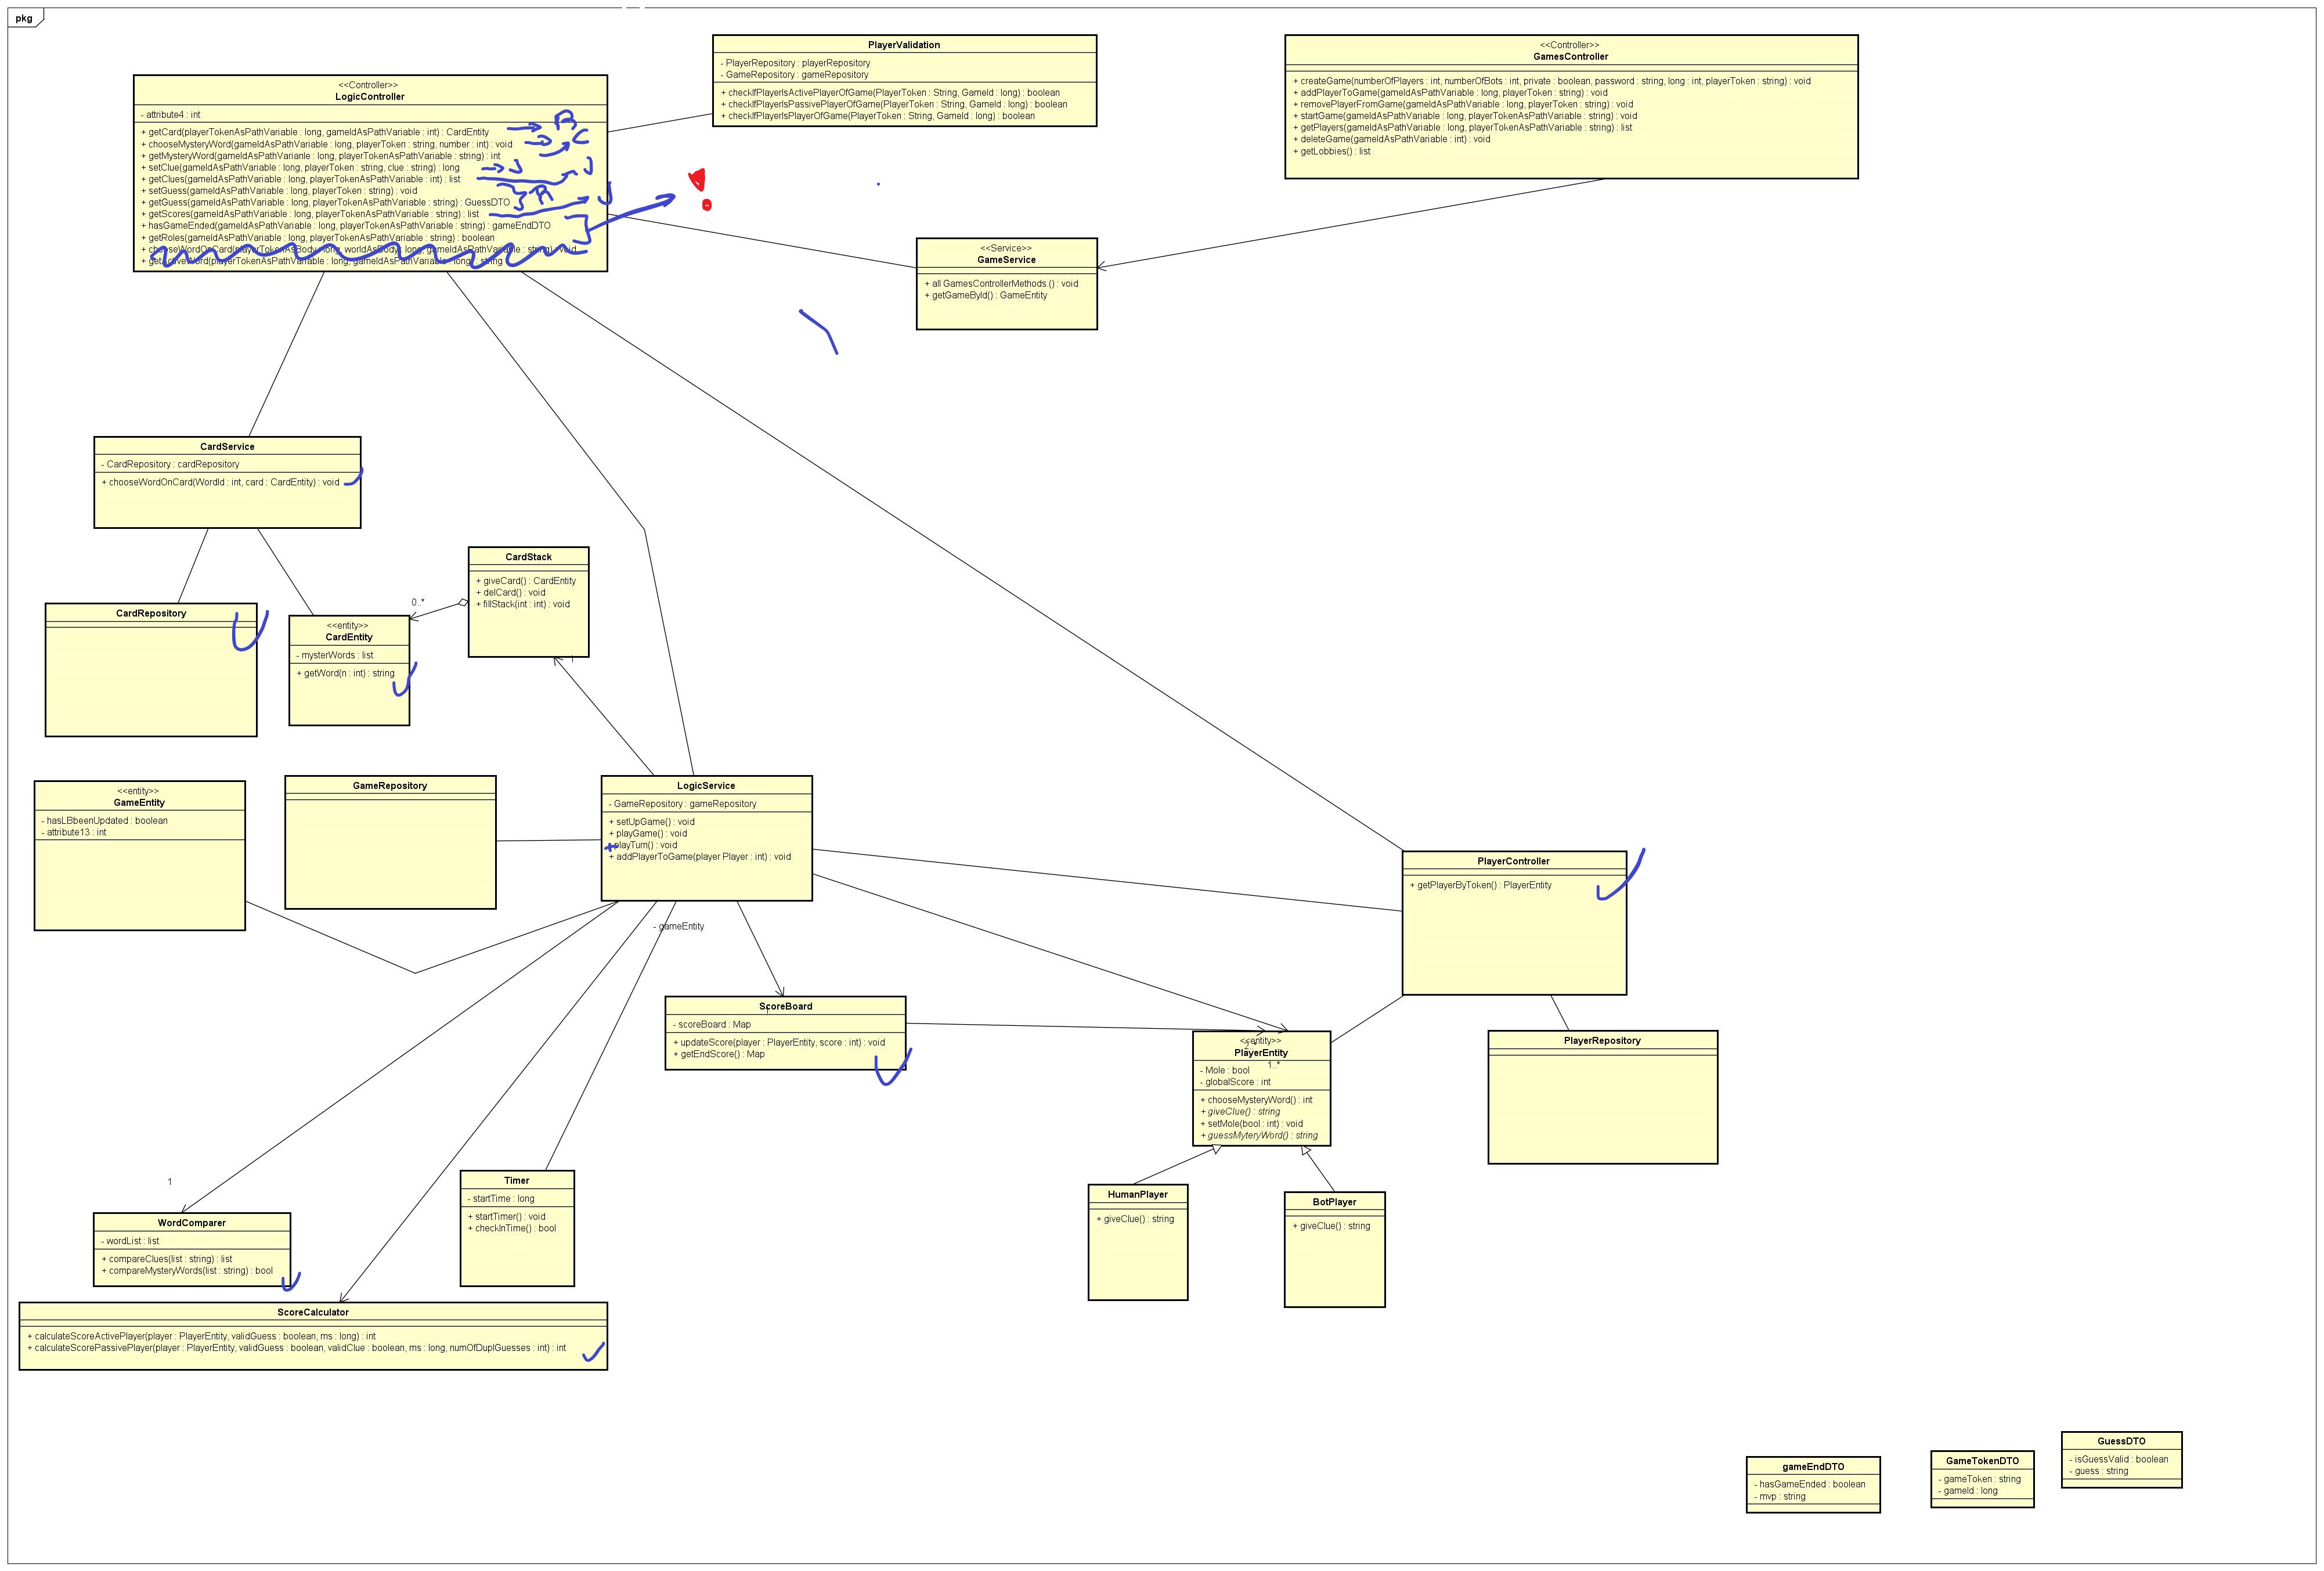 pkg
<<Controller>>
LogicController
- attribute4 : int
+ getCard(playerTokenAsPathVariable : long, gameIdAsPathVariable : int) : CardEntity
+ chooseMysteryWord(gameIdAsPathVariable : long, playerToken : string, number : int) : void
+ getMysteryWord(gameIdAsPathVarianle : long, playerTokenAsPathVariable : string) : int
+ setClue(gameIdAsPathVariable : long, playerToken : string, clue : string) : long
+ getClues(gameIdAsPathVariable : long, playerTokenAsPathVariable : int) : list
+ setGuess(gameIdAsPathVariable : long, playerToken : string) : void
+ getGuess(gameIdAsPathVariable : long, playerTokenAsPathVariable : string) : GuessDTO
+ getScores(gameIdAsPathVariable : long, playerTokenAsPathVariable : string) : list
+ hasGameEnded(gameIdAsPathVariable : long, playerTokenAsPathVariable : string) : gameEndDTO
+ getRoles(gameIdAsPathVariable : long, playerTokenAsPathVariable : string) : boolean
+ chooseWordOnCard(playerTokenAsBody : long, worldAsBody : long, gameIdAsPathVariable : string) : void
+ getActiveWord(playerTokenAsPathVariable : long, gameIdAsPathVariable : long) : string
PlayerValidation
- PlayerRepository : playerRepository
- GameRepository : gameRepository
+ checkIfPlayerIsActivePlayerOfGame(PlayerToken : String, GameId : long) : boolean
+ checkIfPlayerIsPassivePlayerOfGame(PlayerToken : String, GameId : long) : boolean
+ checkIfPlayerIsPlayerOfGame(PlayerToken : String, GameId : long) : boolean
<<Controller>>
GamesController
+ createGame(numberOfPlayers : int, numberOfBots : int, private : boolean, password : string, long : int, playerToken : string) : void
+ addPlayerToGame(gameIdAsPathVariable : long, playerToken : string) : void
+ removePlayerFromGame(gameIdAsPathVariable : long, playerToken : string) : void
+ startGame(gameIdAsPathVariable : long, playerTokenAsPathVariable : string) : void
+ getPlayers(gameIdAsPathVariable : long, playerTokenAsPathVariable : string) : list
+ deleteGame(gameIdAsPathVariable : int) : void
+ getLobbies() : list
<<Service>>
GameService
+ all GamesControllerMethods.() : void
+ getGameById() : GameEntity
CardService
- CardRepository : cardRepository
+ chooseWordOnCard(WordId : int, card : CardEntity) : void
CardStack
+ giveCard() : CardEntity
+ delCard() : void
+ fillStack(int : int) : void
0..*
1
CardRepository
<<entity>>
CardEntity
- mysterWords : list
+ getWord(n : int) : string
<<entity>>
GameEntity
- hasLBbeenUpdated : boolean
- attribute13 : int
GameRepository
LogicService
- GameRepository : gameRepository
+ setUpGame() : void
+ playGame() : void
+ playTurn() : void
+ addPlayerToGame(player Player : int) : void
- gameEntity
PlayerController
+ getPlayerByToken() : PlayerEntity
ScoreBoard
- scoreBoard : Map
+ updateScore(player : PlayerEntity, score : int) : void
+ getEndScore() : Map
<<entity>>
PlayerEntity
1..*
- Mole : bool
- globalScore : int
+ chooseMysteryWord() : int
+ giveClue() : string
+ setMole(bool : int) : void
+ guessMyteryWord() : string
PlayerRepository
HumanPlayer
+ giveClue() : string
BotPlayer
+ giveClue() : string
Timer
- startTime : long
+ startTimer() : void
+ checkInTime() : bool
1
WordComparer
- wordList : list
+ compareClues(list : string) : list
+ compareMysteryWords(list : string) : bool
ScoreCalculator
+ calculateScoreActivePlayer(player : PlayerEntity, validGuess : boolean, ms : long) : int
+ calculateScorePassivePlayer(player : PlayerEntity, validGuess : boolean, validClue : boolean, ms : long, numOfDuplGuesses : int) : int
gameEndDTO
- hasGameEnded : boolean
- mvp : string
GameTokenDTO
- gameToken : string
- gameId : long
GuessDTO
- isGuessValid : boolean
- guess : string